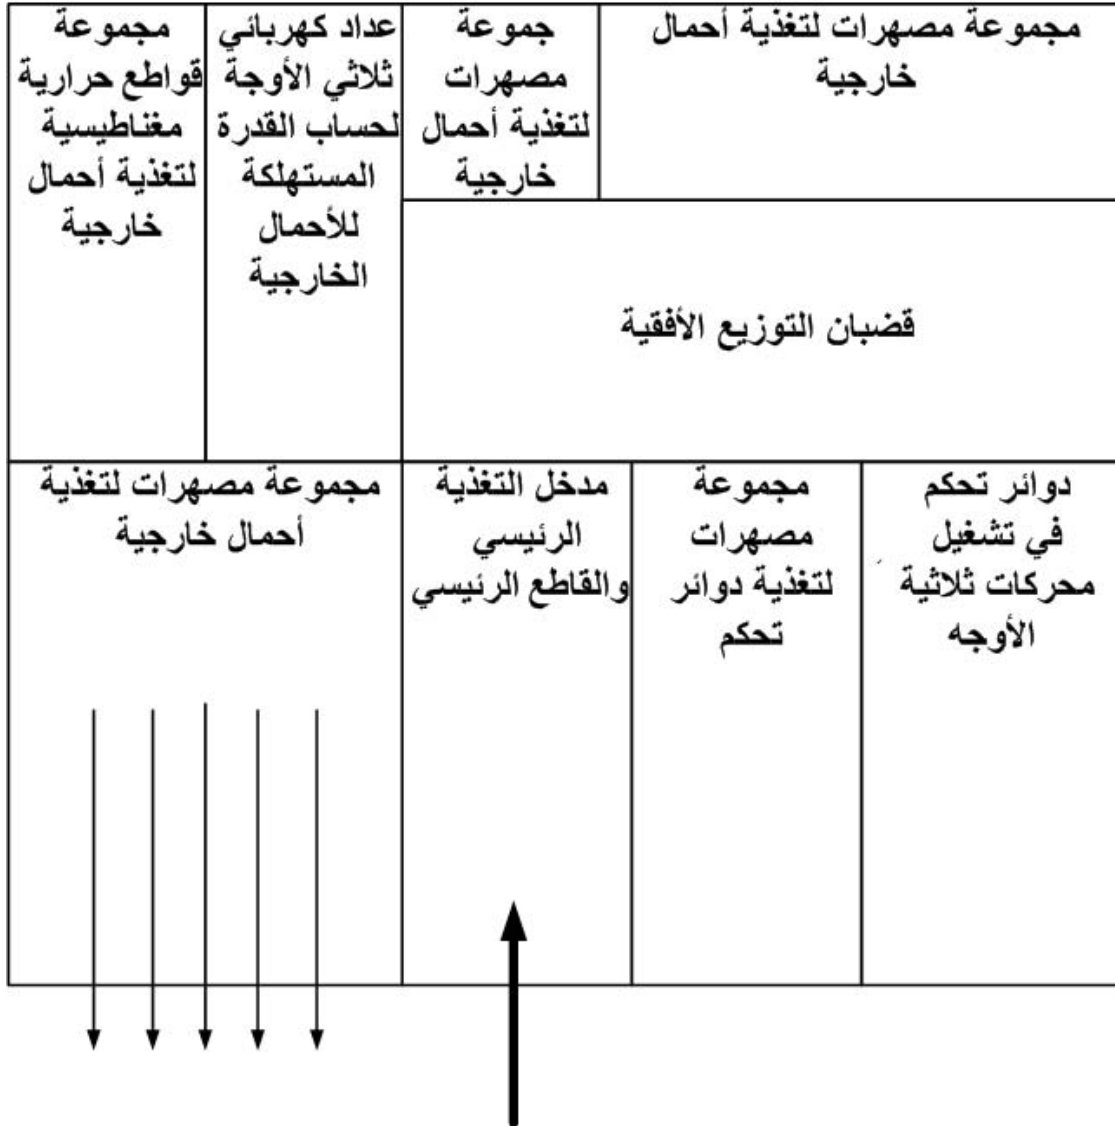 مجموعة مصهرات لتغذية أحمال
خارجية
جموعة
مصهرات
لتغذية أحمال
خارجية
عداد كهربائي
ثلاثي الأوجة
لحساب القدرة
المستهلكة
للأحمال
الخارجية
مجموعة
قواطع حرارية
مغناطيسية
لتغذية أحمال
خارجية
قضبان التوزيع الأفقية
دوائر تحكم
في تشغيل
محركات ثلاثية
الأوجه
مجموعة
مصهرات
لتغذية دوائر
تحكم
مدخل التغذية
الرئيسي
والقاطع الرئيسي
مجموعة مصهرات لتغذية
أحمال خارجية